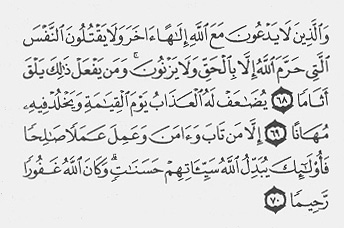 وَالَّذِينَ لَا يَدْعُونَ مَعَ اللَّهِ إِلَٰهًا ءَاخَرَ وَلَا يَقْتُلُونَ النَّفْسَ
الَّتِي حَرَّمَ اللَّهُ إِلَّا بِالْحَقِّ وَلَا يَزْنُونَ ۚ وَمَن يَفْعَلْ ذَٰلِكَ يَلْقَ
أَثَامًا ٦٨ يُضَٰعَفْ لَهُ الْعَذَابُ يَوْمَ الْقِيَٰمَةِ وَيَخْلُدْ فِيهِۦ
مُهَانًا ٦٩ إِلَّا مَن تَابَ وَءَامَنَ وَعَمِلَ عَمَلًا صَٰلِحًا
فَأُو۟لَٰٓئِكَ يُبَدِّلُ اللَّهُ سَيِّـَٔاتِهِمْ حَسَنَٰتٍ ۗ وَكَانَ اللَّهُ غَفُورًا
رَّحِيمًا ٧٠